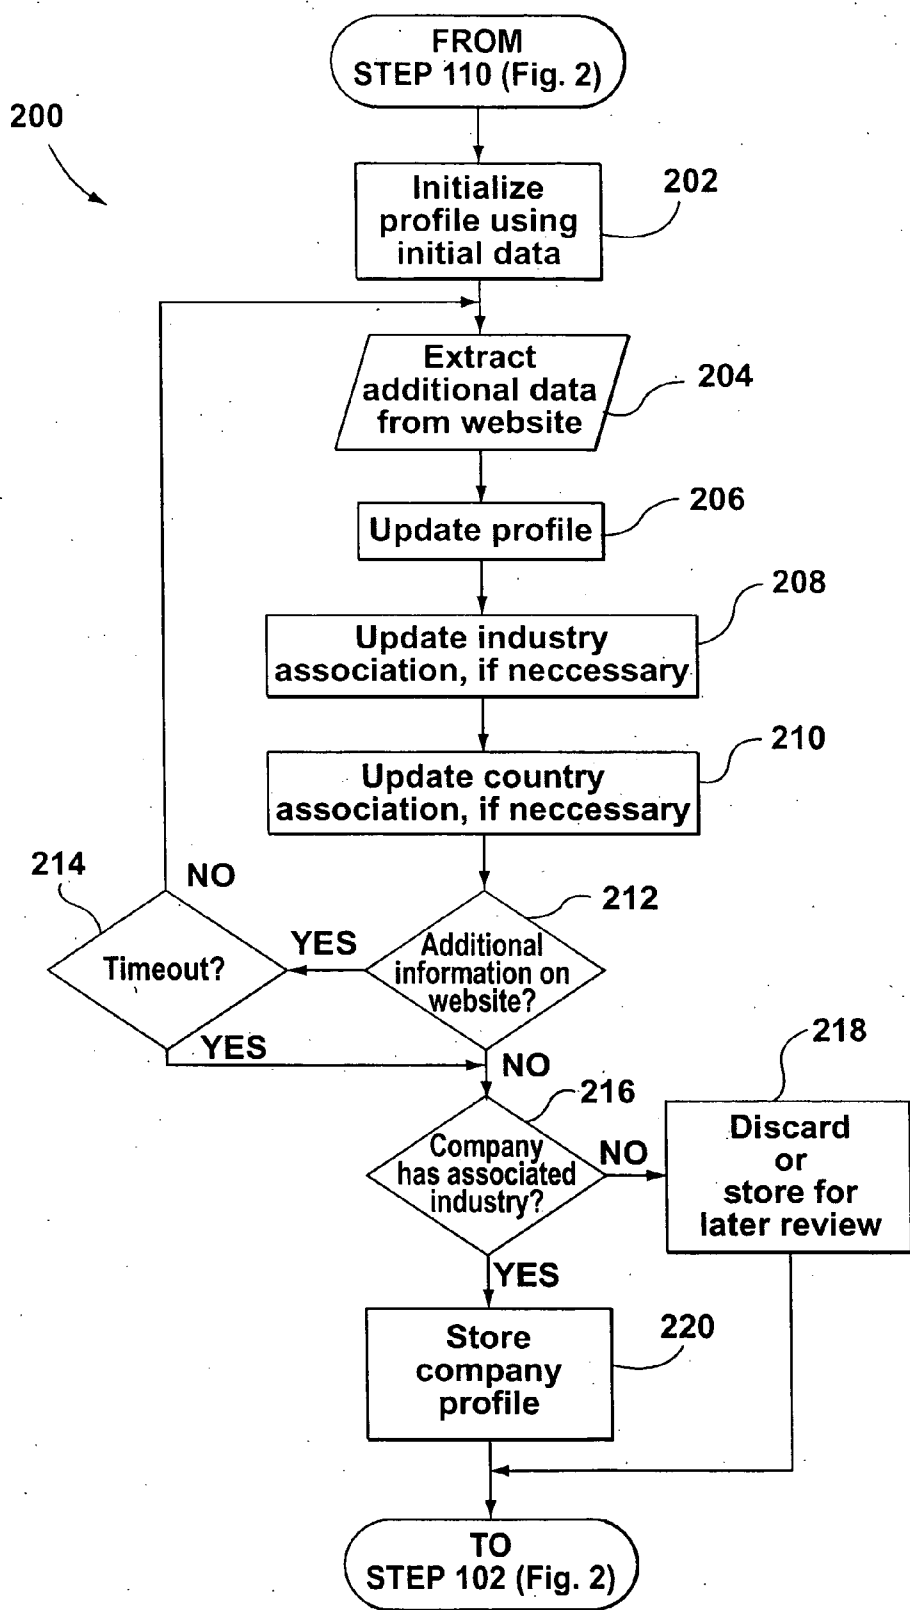 FROM
STEP 110 (Fig. 2)
200
Initialize
profile using
initial data
202
Extract
additional data
from website
204
Update profile
206
Update industry
association, if neccessary
208
Update country
association, if neccessary
210
214
NO
212
Timeout?
YES
Additional
information on
website?
YES
NO
216
218
Company
has associated
industry?
NO
Discard
or
store for
later review
YES
Store
company
profile
220
TO
STEP 102 (Fig. 2)